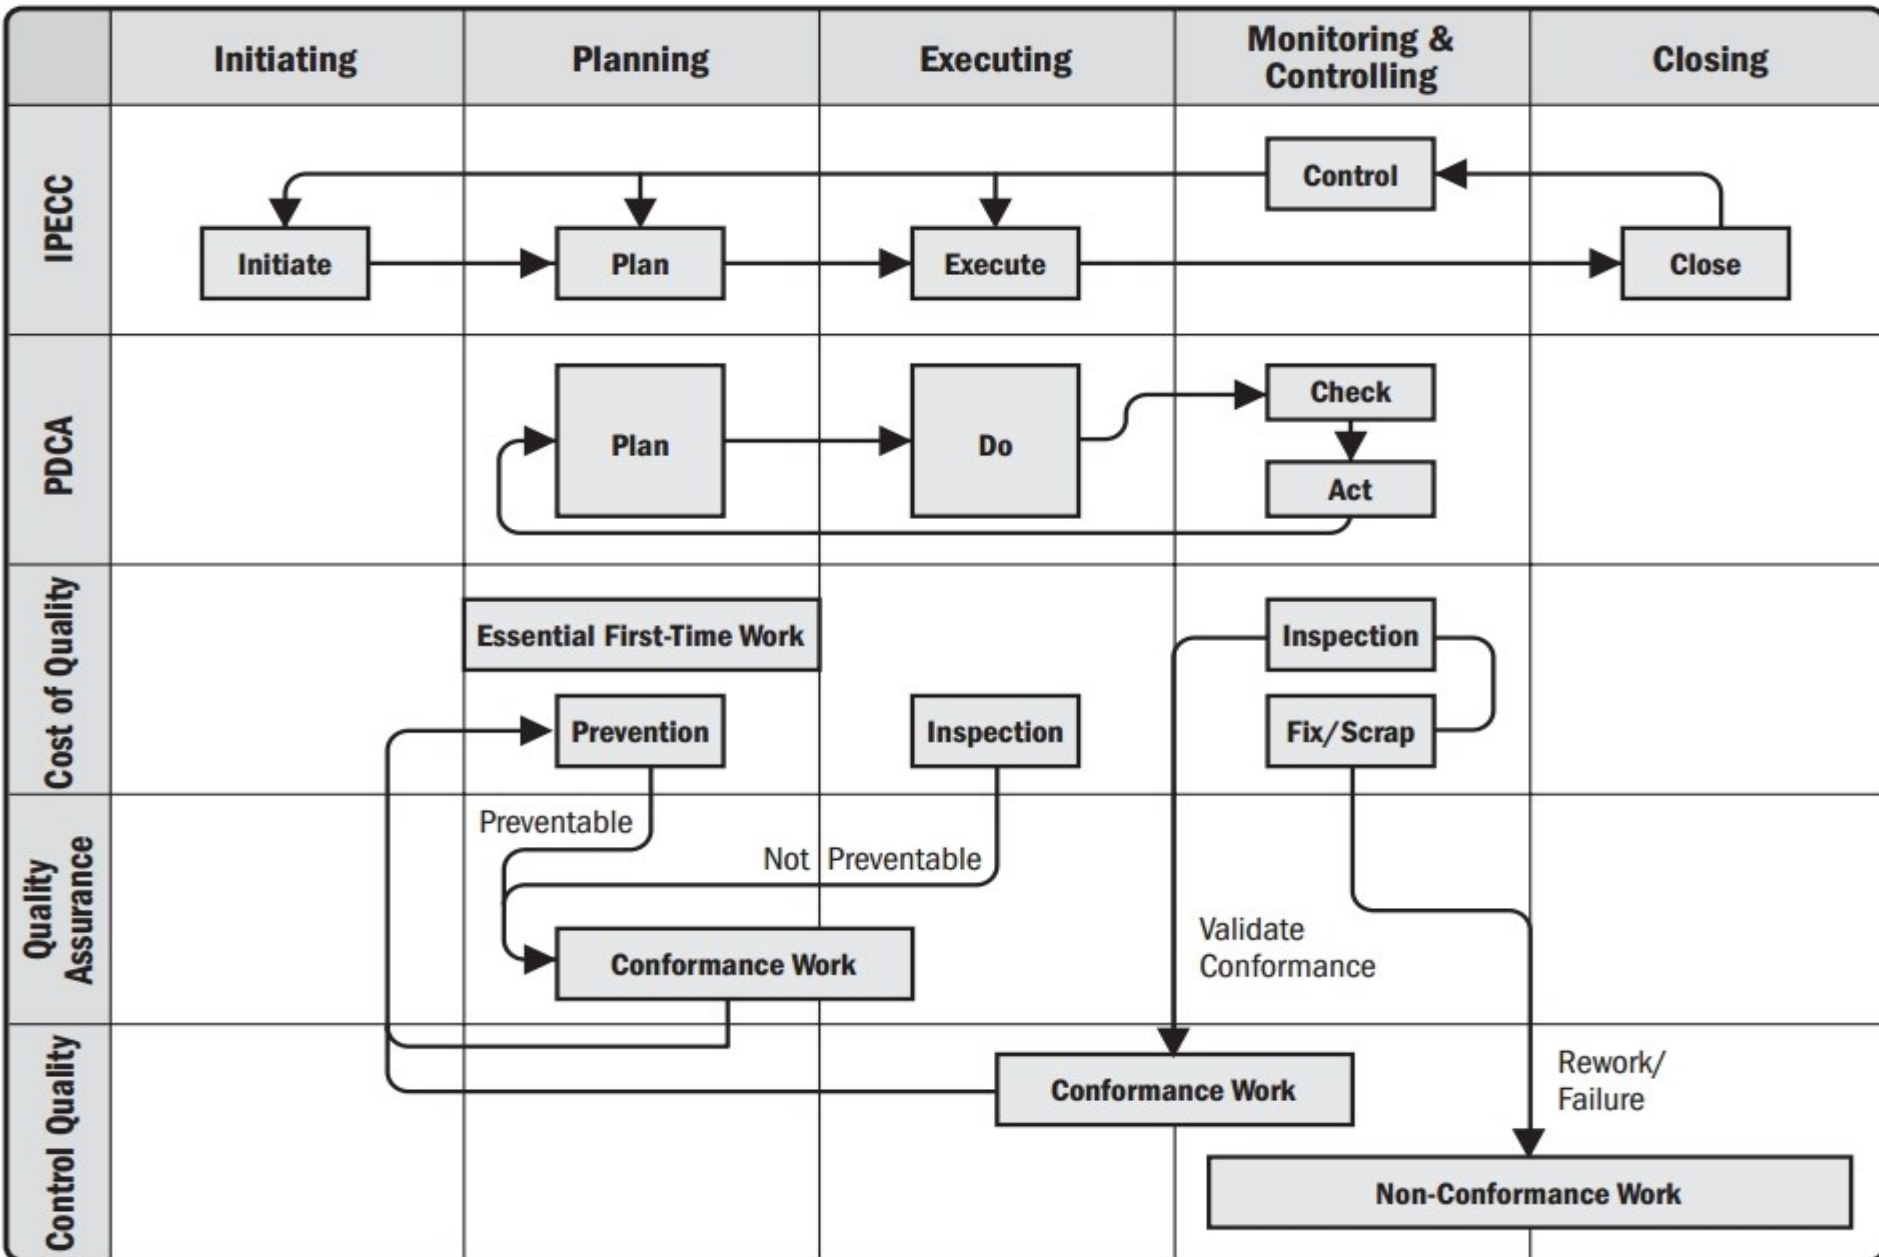 Initiating
Planning
Executing
Monitoring &
Controlling
Closing
IPECC
Control
Initiate
Plan
Execute
Close
PDCA
Plan
Do
Check
Act
Cost of Quality
Essential First-Time Work
Inspection
Prevention
Inspection
Fix/Scrap
Quality
Assurance
Preventable
Not Preventable
Validate
Conformance
Conformance Work
Control Quality
Conformance Work
Rework/
Failure
Non-Conformance Work